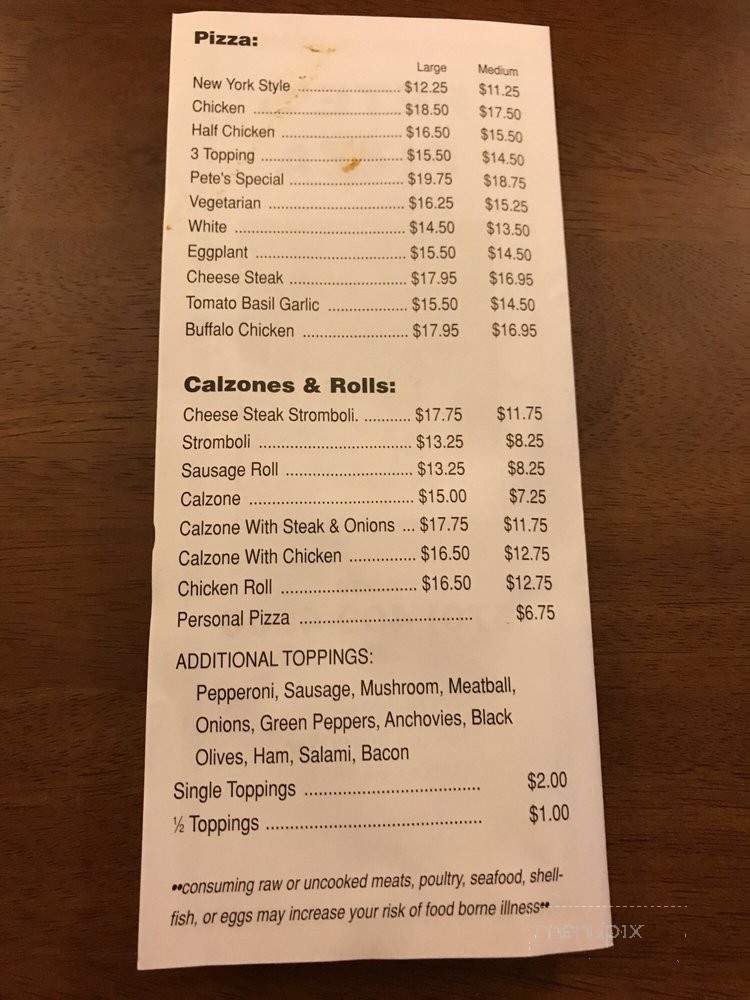 Pizza:
Large Medium
New York Style ........................ $12.25 $11.25
Chicken .................................. $18.50 $17.50
Half Chicken ............................ $16.50 $15.50
3 Topping ................................. $15.50 $14.50
Pete's Special .......................... $19.75 $18.75
Vegetarian ............................... $16.25 $15.25
White ....................................... $14.50 $13.50
Eggplant .................................. $15.50 $14.50
Cheese Steak ........................... $17.95 $16.95
Tomato Basil Garlic .................. $15.50 $14.50
Buffalo Chicken ........................ $17.95 $16.95
Calzones & Rolls:
Cheese Steak Stromboli. ........... $17.75 $11.75
Stromboli .................................. $13.25 $8.25
Sausage Roll ............................ $13.25 $8.25
Calzone .................................... $15.00 $7.25
Calzone With Steak & Onions ... $17.75 $11.75
Calzone With Chicken ............... $16.50 $12.75
Chicken Roll .............................. $16.50 $12.75
Personal Pizza ...................................... $6.75
ADDITIONAL TOPPINGS:
Pepperoni, Sausage, Mushroom, Meatball,
Onions, Green Peppers, Anchovies, Black
Olives, Ham, Salami, Bacon
Single Toppings ...................................... $2.00
½ Toppings .............................................. $1.00
**consuming raw or uncooked meats, poultry, seafood, shell-
fish, or eggs may increase your risk of food borne illness**
menupix